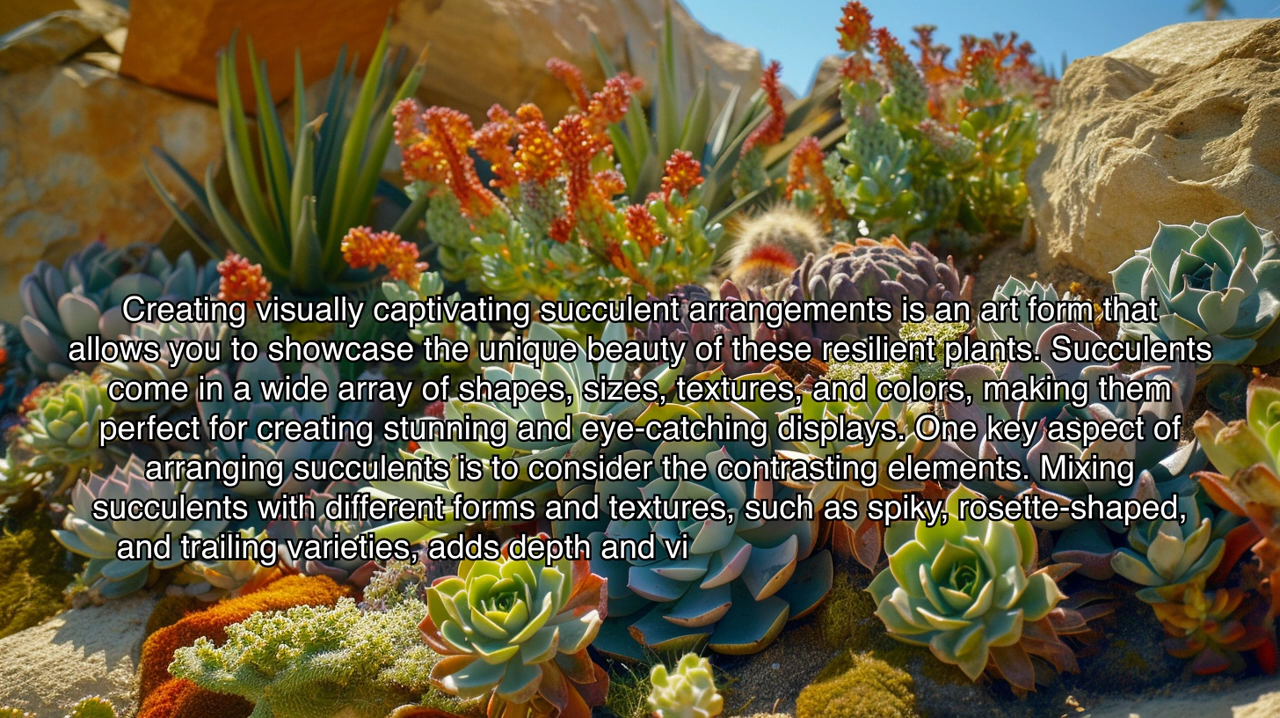 Creating visually captivating succulent arrangements is an art form that
allows you to showcase the unique beauty of these resilient plants. Succulents
come in a wide array of shapes, sizes, textures, and colors, making them
perfect for creating stunning and eye-catching displays. One key aspect of
arranging succulents is to consider the contrasting elements. Mixing
succulents with different forms and textures, such as spiky, rosette-shaped,
and trailing varieties, adds depth and vi